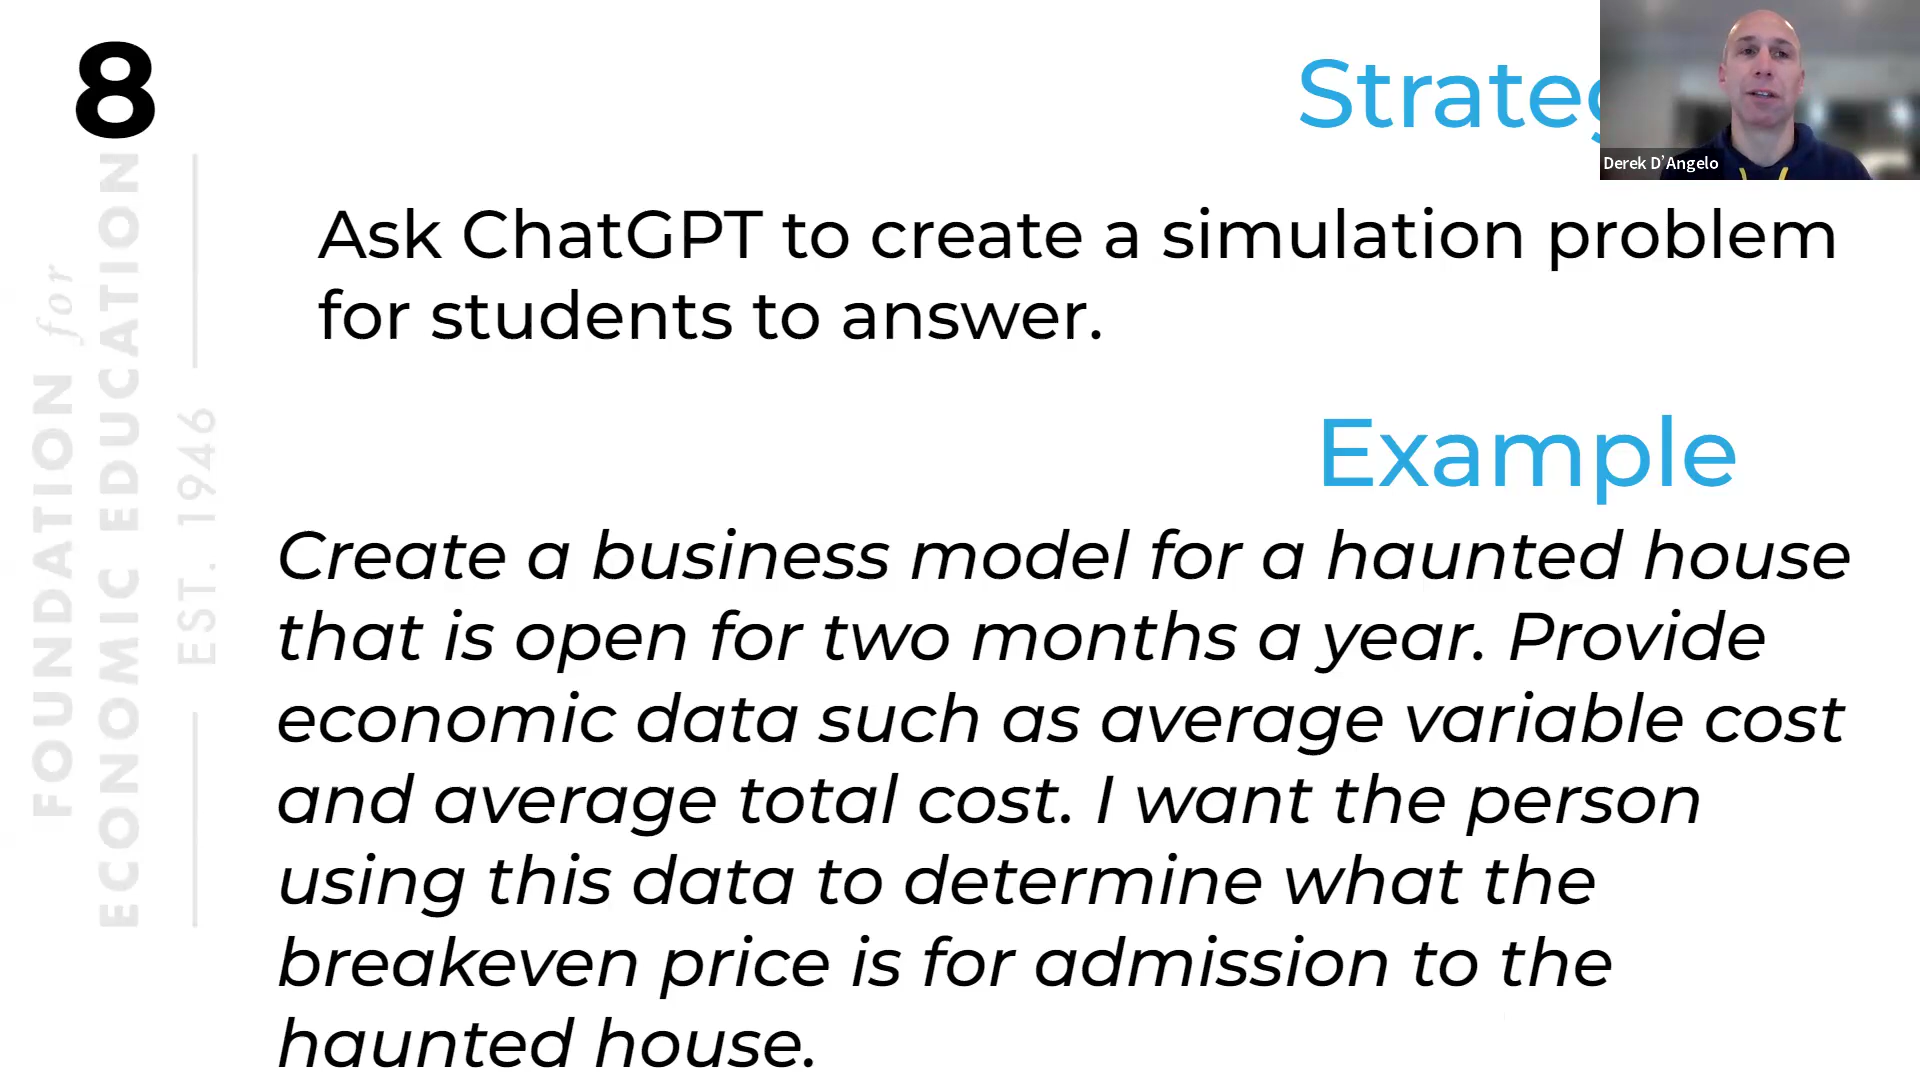 8
Strateg
Derek D'Angelo
Ask ChatGPT to create a simulation problem
for students to answer.
Example
Create a business model for a haunted house
that is open for two months a year. Provide
economic data such as average variable cost
and average total cost. I want the person
using this data to determine what the
breakeven price is for admission to the
haunted house.
FOUNDATION for
ECONOMIC EDUCATION
EST. 1946